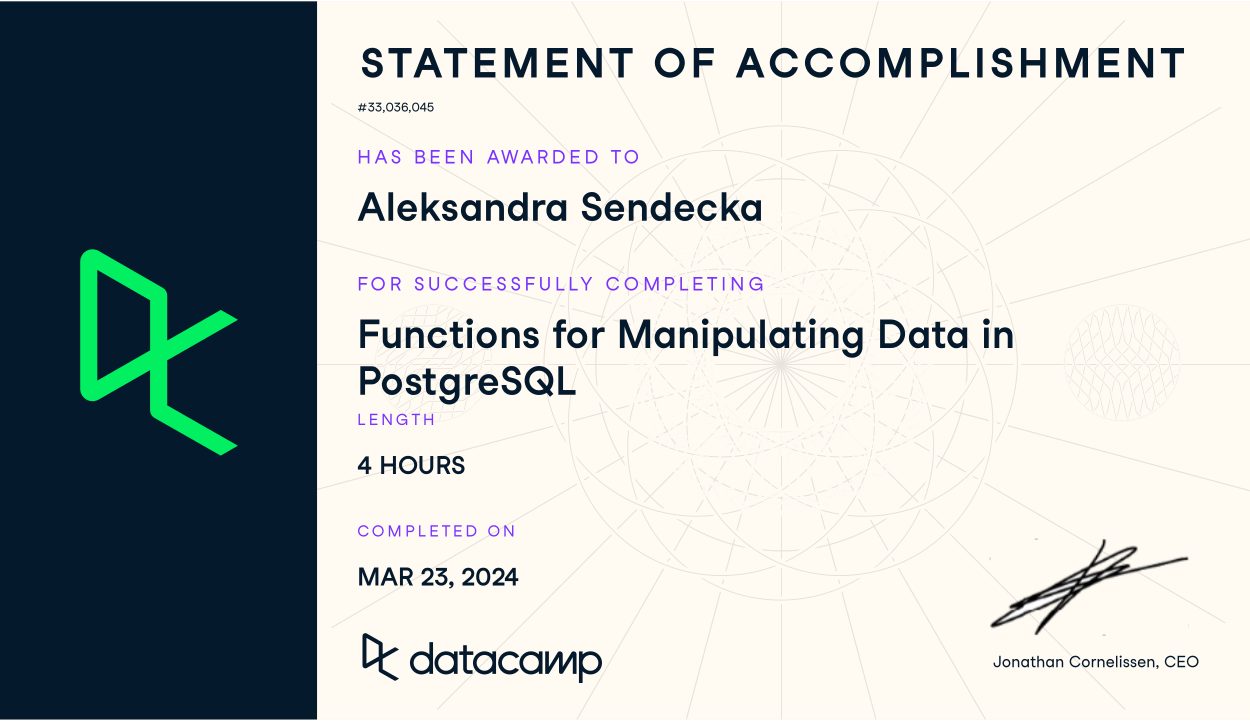 STATEMENT OF ACCOMPLISHMENT
#33,036,045
HAS BEEN AWARDED TO
Aleksandra Sendecka
FOR SUCCESSFULLY COMPLETING
Functions for Manipulating Data in
PostgreSQL
LENGTH
4 HOURS
COMPLETED ON
MAR 23, 2024
datacamp
Jonathan Cornelissen, CEO